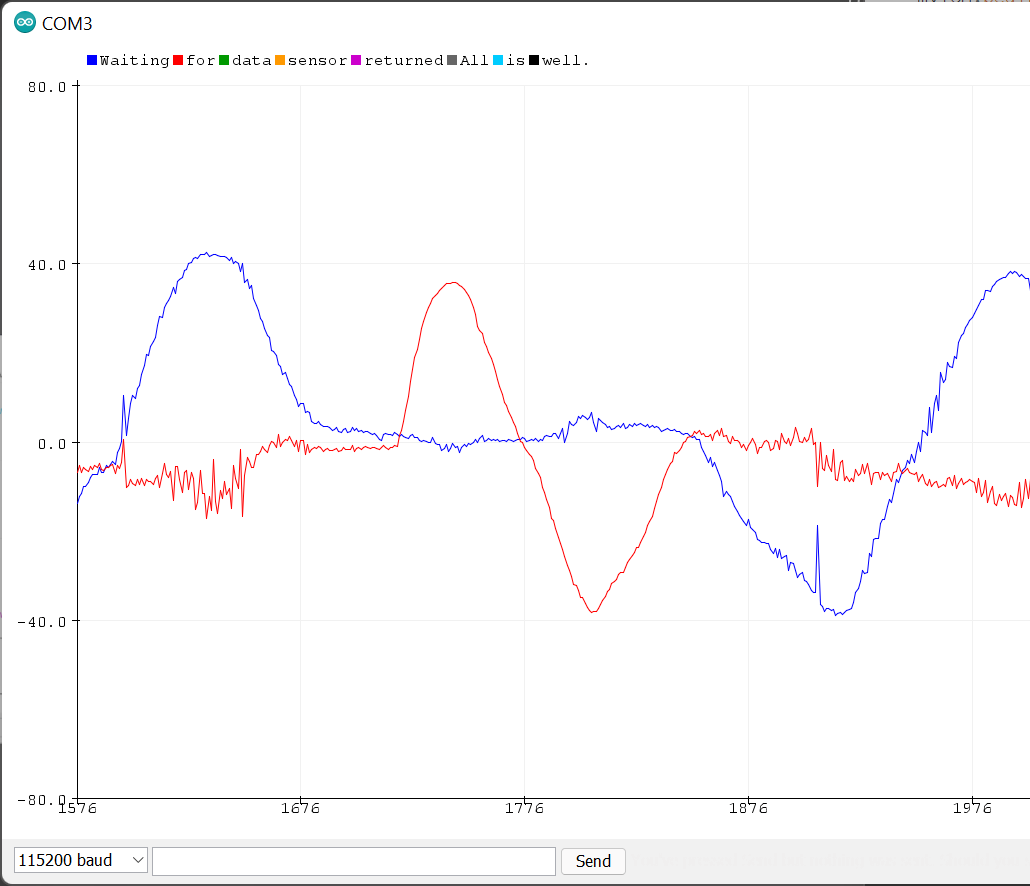 COM3
Waiting for data sensor returned All is well.
80.0
40.0
0.0
-40.0
-80.0
1576 1676 1776 1876 1976
115200 baud Send